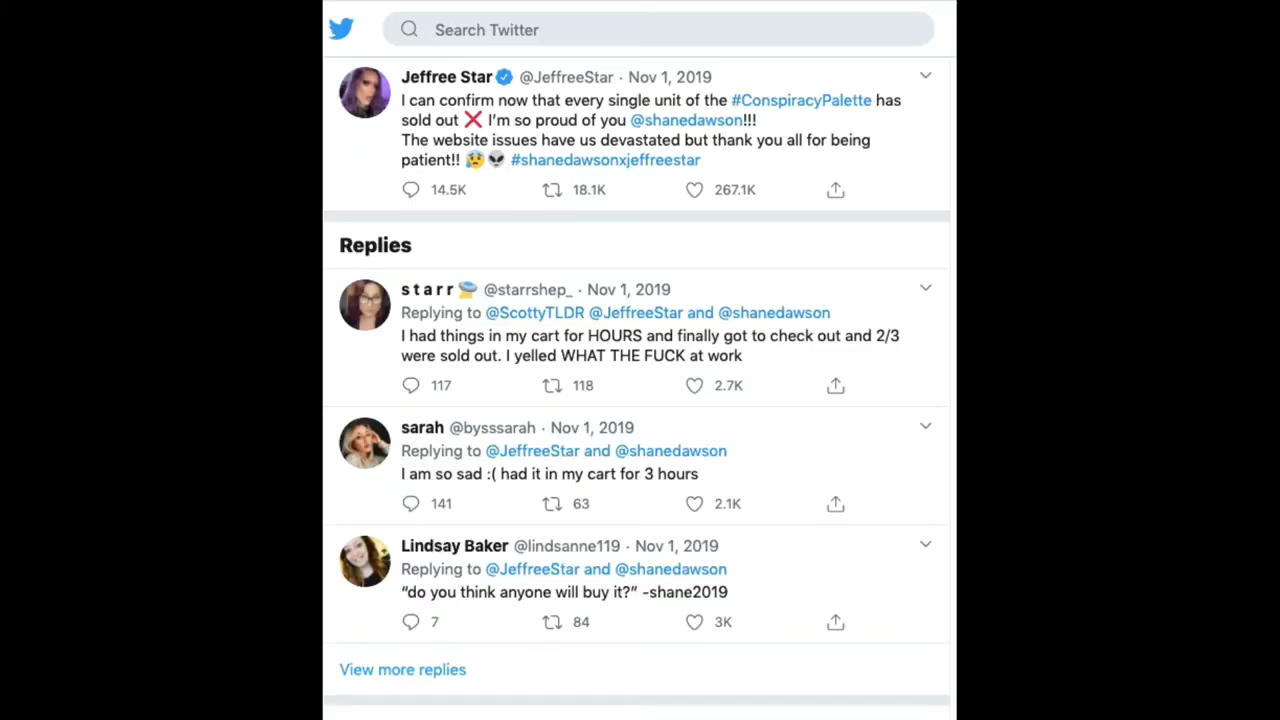 Search Twitter
Jeffree Star @JeffreeStar · Nov 1, 2019
I can confirm now that every single unit of the #ConspiracyPalette has
sold out ❌ I'm so proud of you @shanedawson!!!
The website issues have us devastated but thank you all for being
patient!! 😰👽 #shanedawsonxjeffreestar
14.5K 18.1K 267.1K
Replies
s t a r r 🛸 @starrshep_ · Nov 1, 2019
Replying to @ScottyTLDR @JeffreeStar and @shanedawson
I had things in my cart for HOURS and finally got to check out and 2/3
were sold out. I yelled WHAT THE FUCK at work
117 118 2.7K
sarah @bysssarah · Nov 1, 2019
Replying to @JeffreeStar and @shanedawson
I am so sad :( had it in my cart for 3 hours
141 63 2.1K
Lindsay Baker @lindsanne119 · Nov 1, 2019
Replying to @JeffreeStar and @shanedawson
“do you think anyone will buy it?” -shane2019
7 84 3K
View more replies